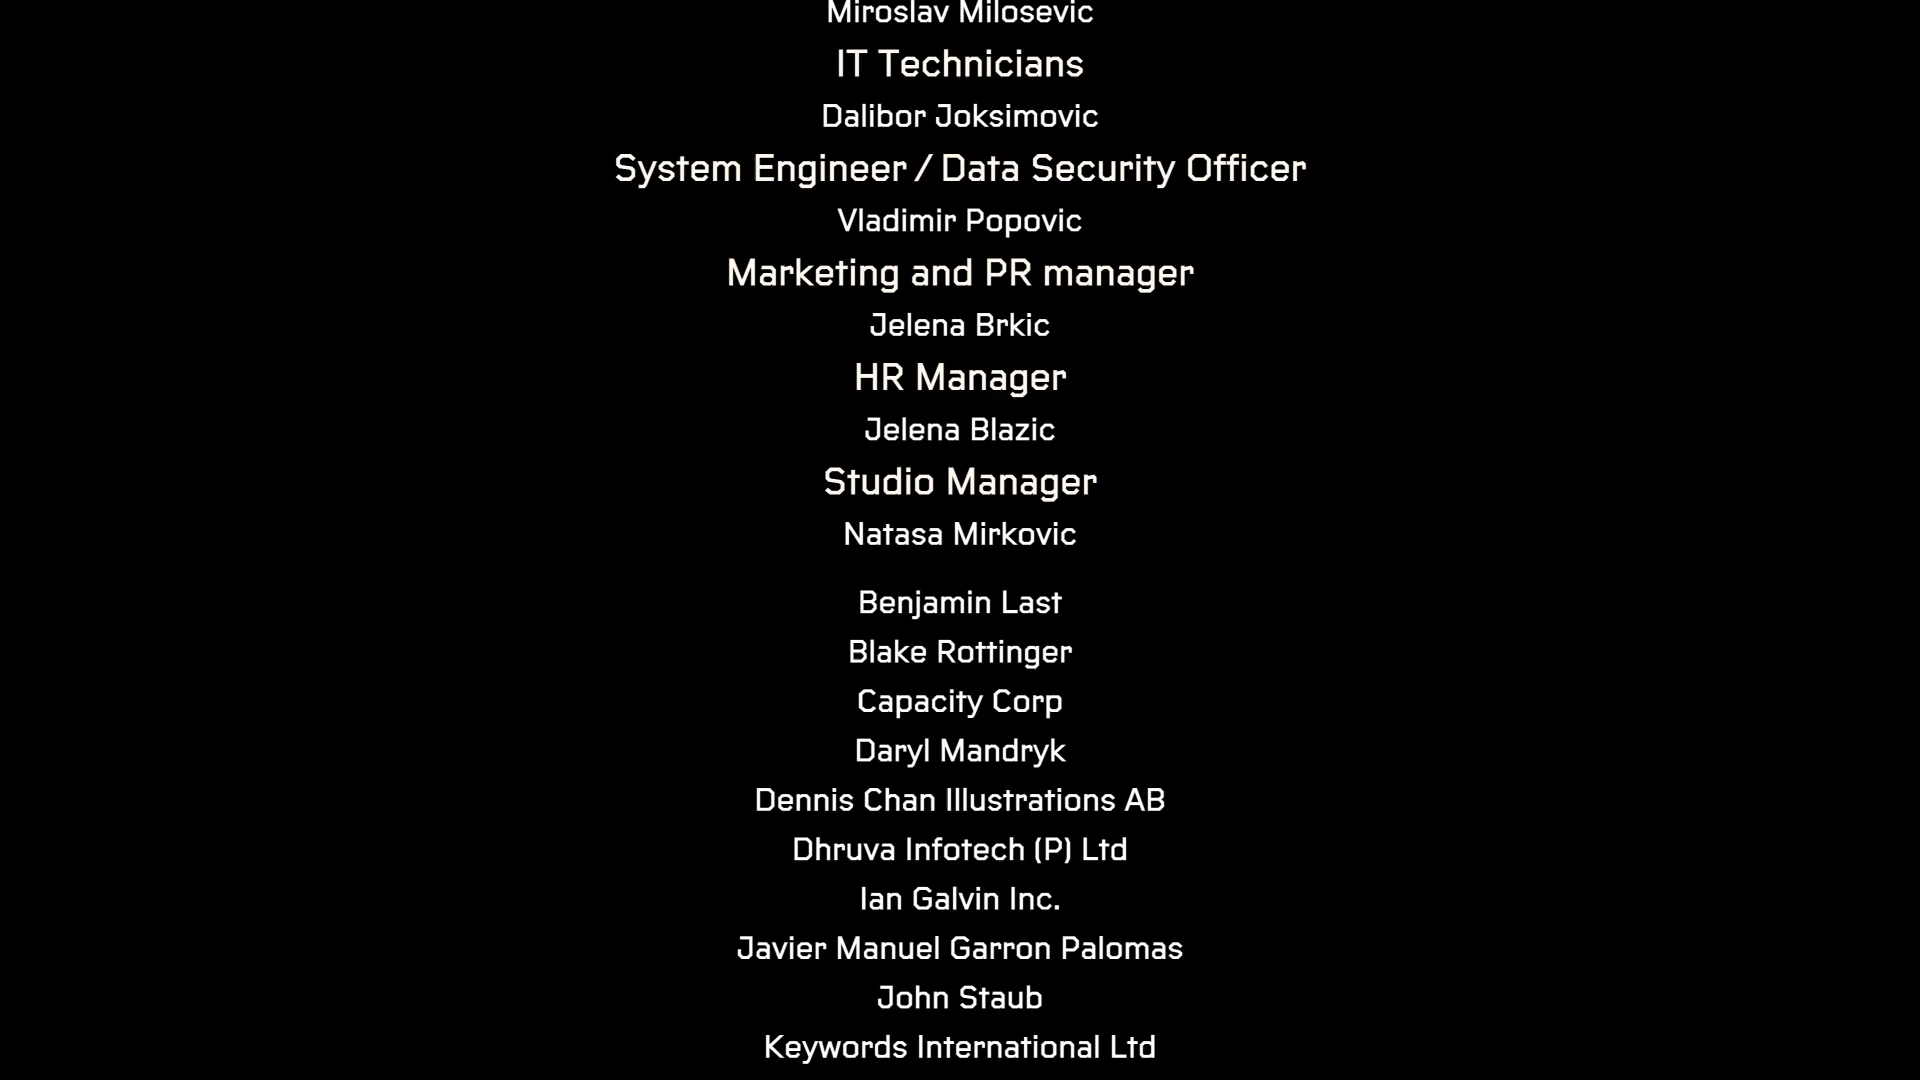 Miroslav Milosevic
IT Technicians
Dalibor Joksimovic
System Engineer / Data Security Officer
Vladimir Popovic
Marketing and PR manager
Jelena Brkic
HR Manager
Jelena Blazic
Studio Manager
Natasa Mirkovic
Benjamin Last
Blake Rottinger
Capacity Corp
Daryl Mandryk
Dennis Chan Illustrations AB
Dhruva Infotech (P) Ltd
Ian Galvin Inc.
Javier Manuel Garron Palomas
John Staub
Keywords International Ltd